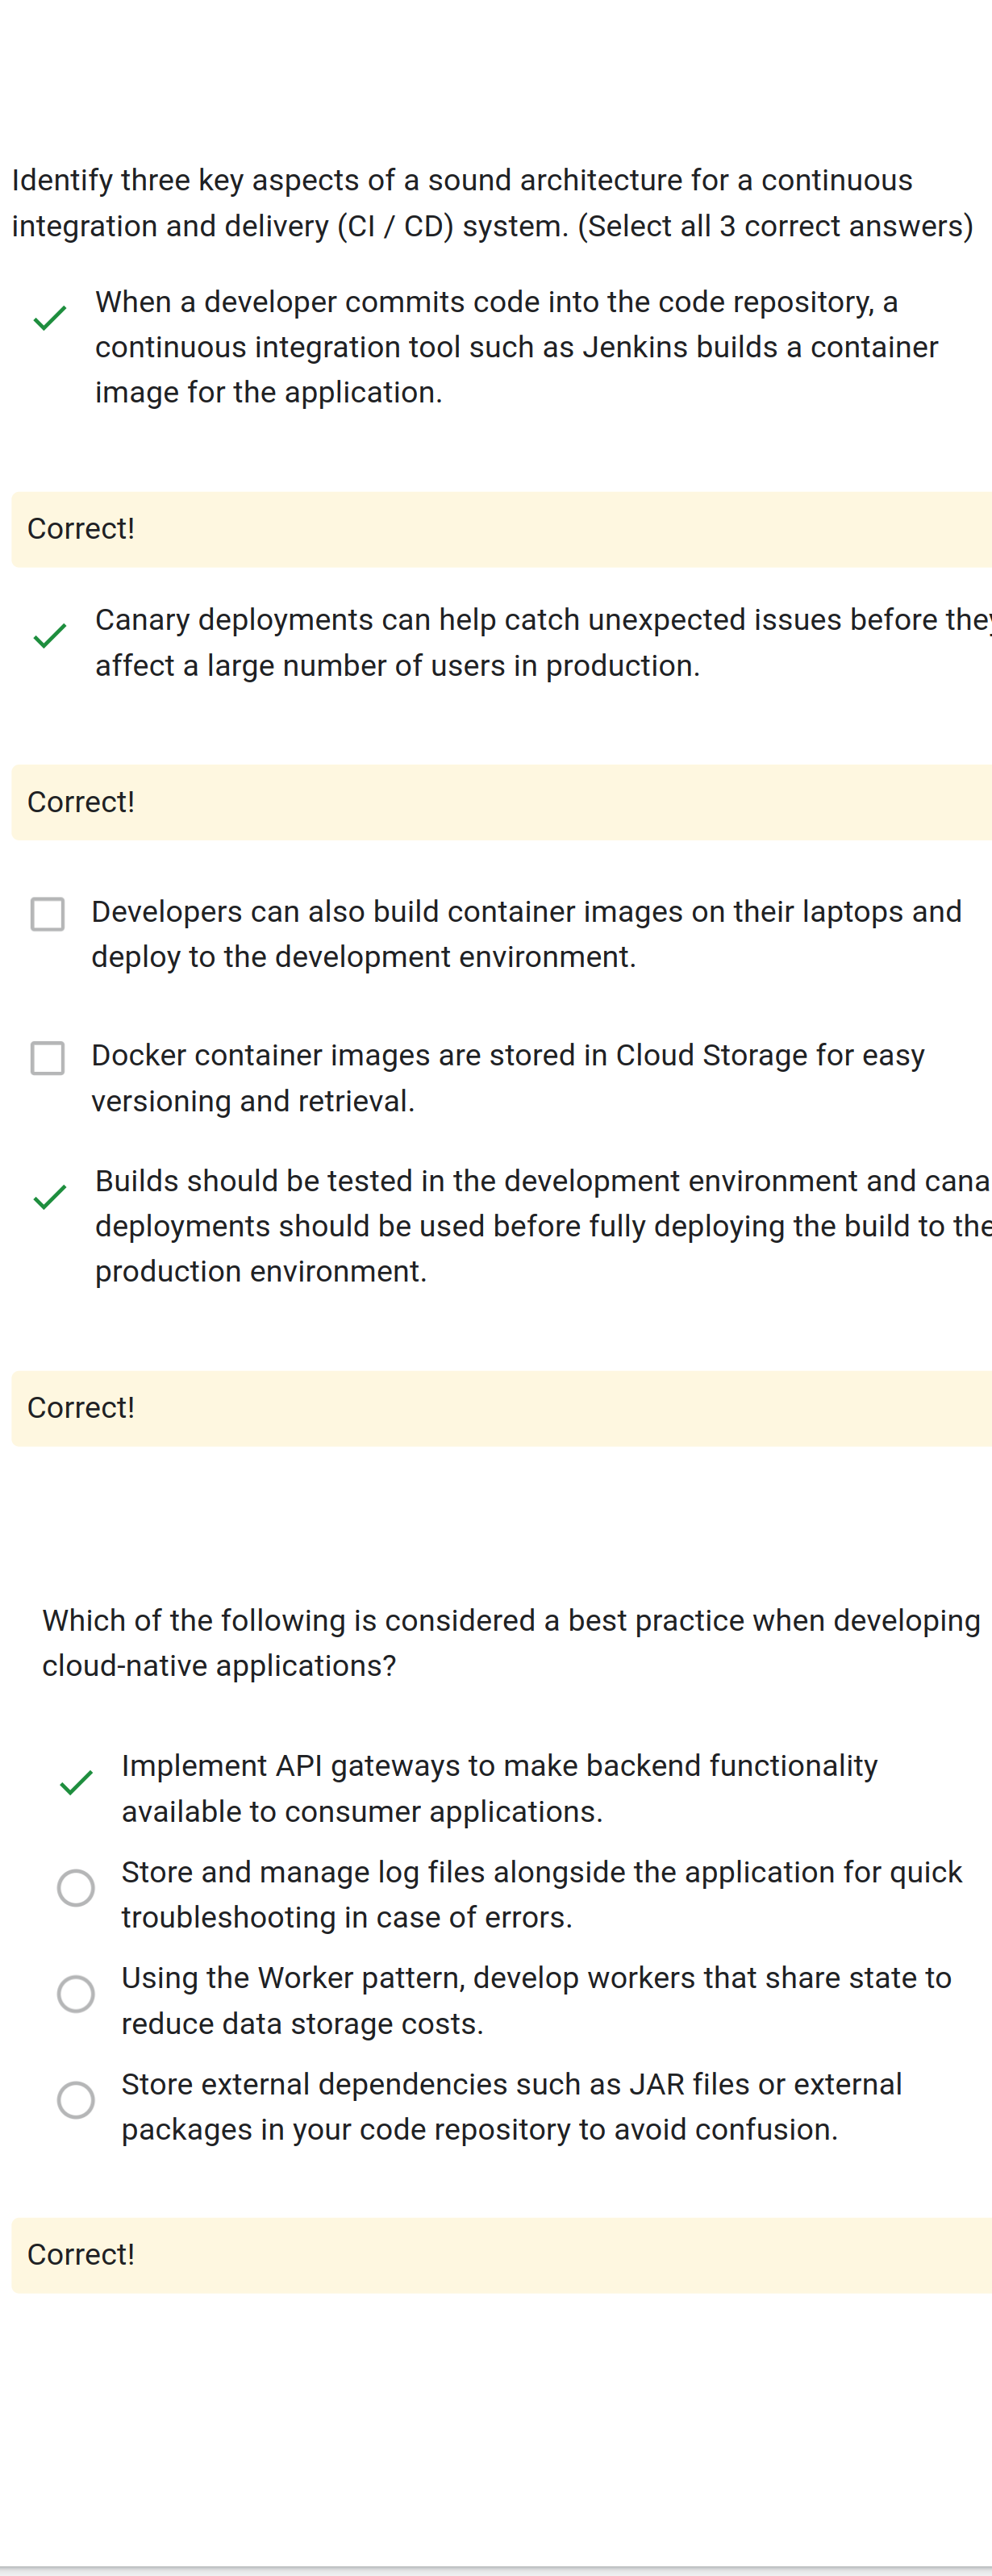 Identify three key aspects of a sound architecture for a continuous
integration and delivery (CI / CD) system. (Select all 3 correct answers)
When a developer commits code into the code repository, a
continuous integration tool such as Jenkins builds a container
image for the application.
Correct!
Canary deployments can help catch unexpected issues before they
affect a large number of users in production.
Correct!
Developers can also build container images on their laptops and
deploy to the development environment.
Docker container images are stored in Cloud Storage for easy
versioning and retrieval.
Builds should be tested in the development environment and cana
deployments should be used before fully deploying the build to the
production environment.
Correct!
Which of the following is considered a best practice when developing
cloud-native applications?
Implement API gateways to make backend functionality
available to consumer applications.
Store and manage log files alongside the application for quick
troubleshooting in case of errors.
Using the Worker pattern, develop workers that share state to
reduce data storage costs.
Store external dependencies such as JAR files or external
packages in your code repository to avoid confusion.
Correct!